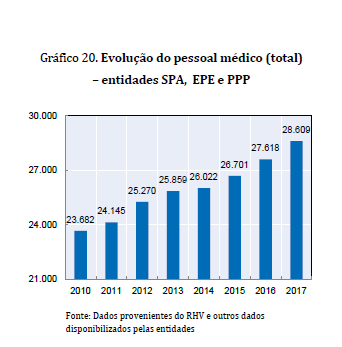 Gráfico 20. Evolução do pessoal médico (total)
– entidades SPA, EPE e PPP
30.000
27.000
24.000
21.000
23.682
24.145
25.270
25.859
26.022
26.701
27.618
28.609
2010 2011 2012 2013 2014 2015 2016 2017
Fonte: Dados provenientes do RHV e outros dados
disponibilizados pelas entidades